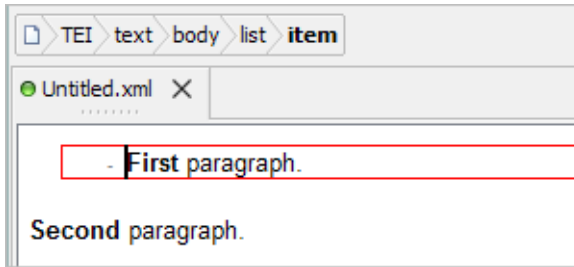 TEI text body list item
Untitled.xml
- First paragraph.
Second paragraph.